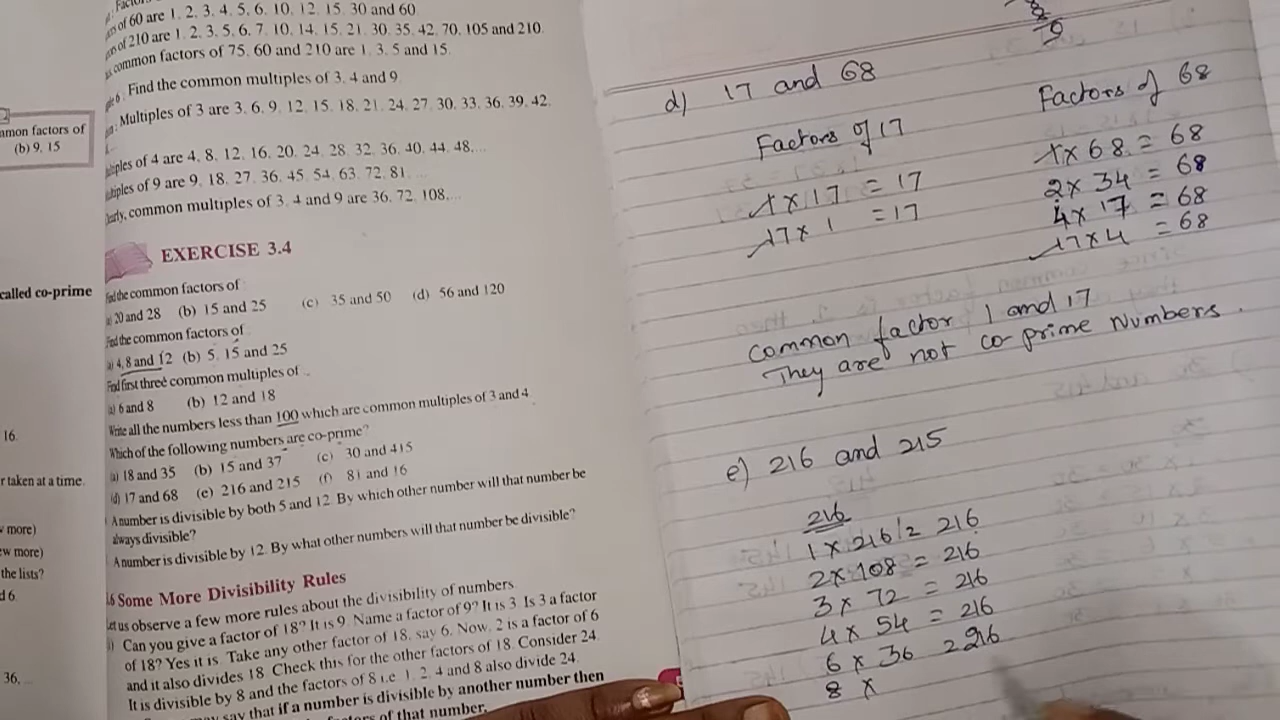 of 60 are 1. 2. 3. 4. 5. 6. 10. 12. 15. 30 and 60
of 210 are 1. 2. 3. 5. 6. 7. 10. 14. 15. 21. 30. 35. 42. 70. 105 and 210
common factors of 75. 60 and 210 are 1. 3. 5 and 15.
Find the common multiples of 3. 4 and 9.
Multiples of 3 are 3. 6. 9. 12. 15. 18. 21. 24. 27. 30. 33. 36. 39. 42.
of 4 are 4. 8. 12. 16. 20. 24. 28. 32. 36. 40. 44. 48....
of 9 are 9. 18. 27. 36. 45. 54. 63. 72. 81. ...
common multiples of 3. 4 and 9 are 36. 72. 108....
factors of
(b) 9. 15
called co-prime
16.
taken at a time.
more)
more)
the lists?
36. ...
EXERCISE 3.4
the common factors of
20 and 28 (b) 15 and 25 (c) 35 and 50 (d) 56 and 120
the common factors of
4, 8 and 12 (b) 5. 15 and 25
first three common multiples of
6 and 8 (b) 12 and 18
Write all the numbers less than 100 which are common multiples of 3 and 4.
Which of the following numbers are co-prime?
18 and 35 (b) 15 and 37 (c) 30 and 415
(d) 17 and 68 (e) 216 and 215 (f) 81 and 16
A number is divisible by both 5 and 12. By which other number will that number be
always divisible?
A number is divisible by 12. By what other numbers will that number be divisible?
Some More Divisibility Rules
us observe a few more rules about the divisibility of numbers.
Can you give a factor of 18? It is 9. Name a factor of 9? It is 3. Is 3 a factor
of 18? Yes it is. Take any other factor of 18. say 6. Now. 2 is a factor of 6
and it also divides 18. Check this for the other factors of 18. Consider 24.
It is divisible by 8 and the factors of 8 i.e. 1. 2. 4 and 8 also divide 24.
say that if a number is divisible by another number then
of that number.
d) 17 and 68
Factors of 17
1 x 17 = 17
17 x 1 = 17
Factors of 68
1 x 68 = 68
2 x 34 = 68
4 x 17 = 68
17 x 4 = 68
common factor 1 and 17
They are not co-prime Numbers.
e) 216 and 215
216
1 x 216 = 216
2 x 108 = 216
3 x 72 = 216
4 x 54 = 216
6 x 36 = 216
8 x